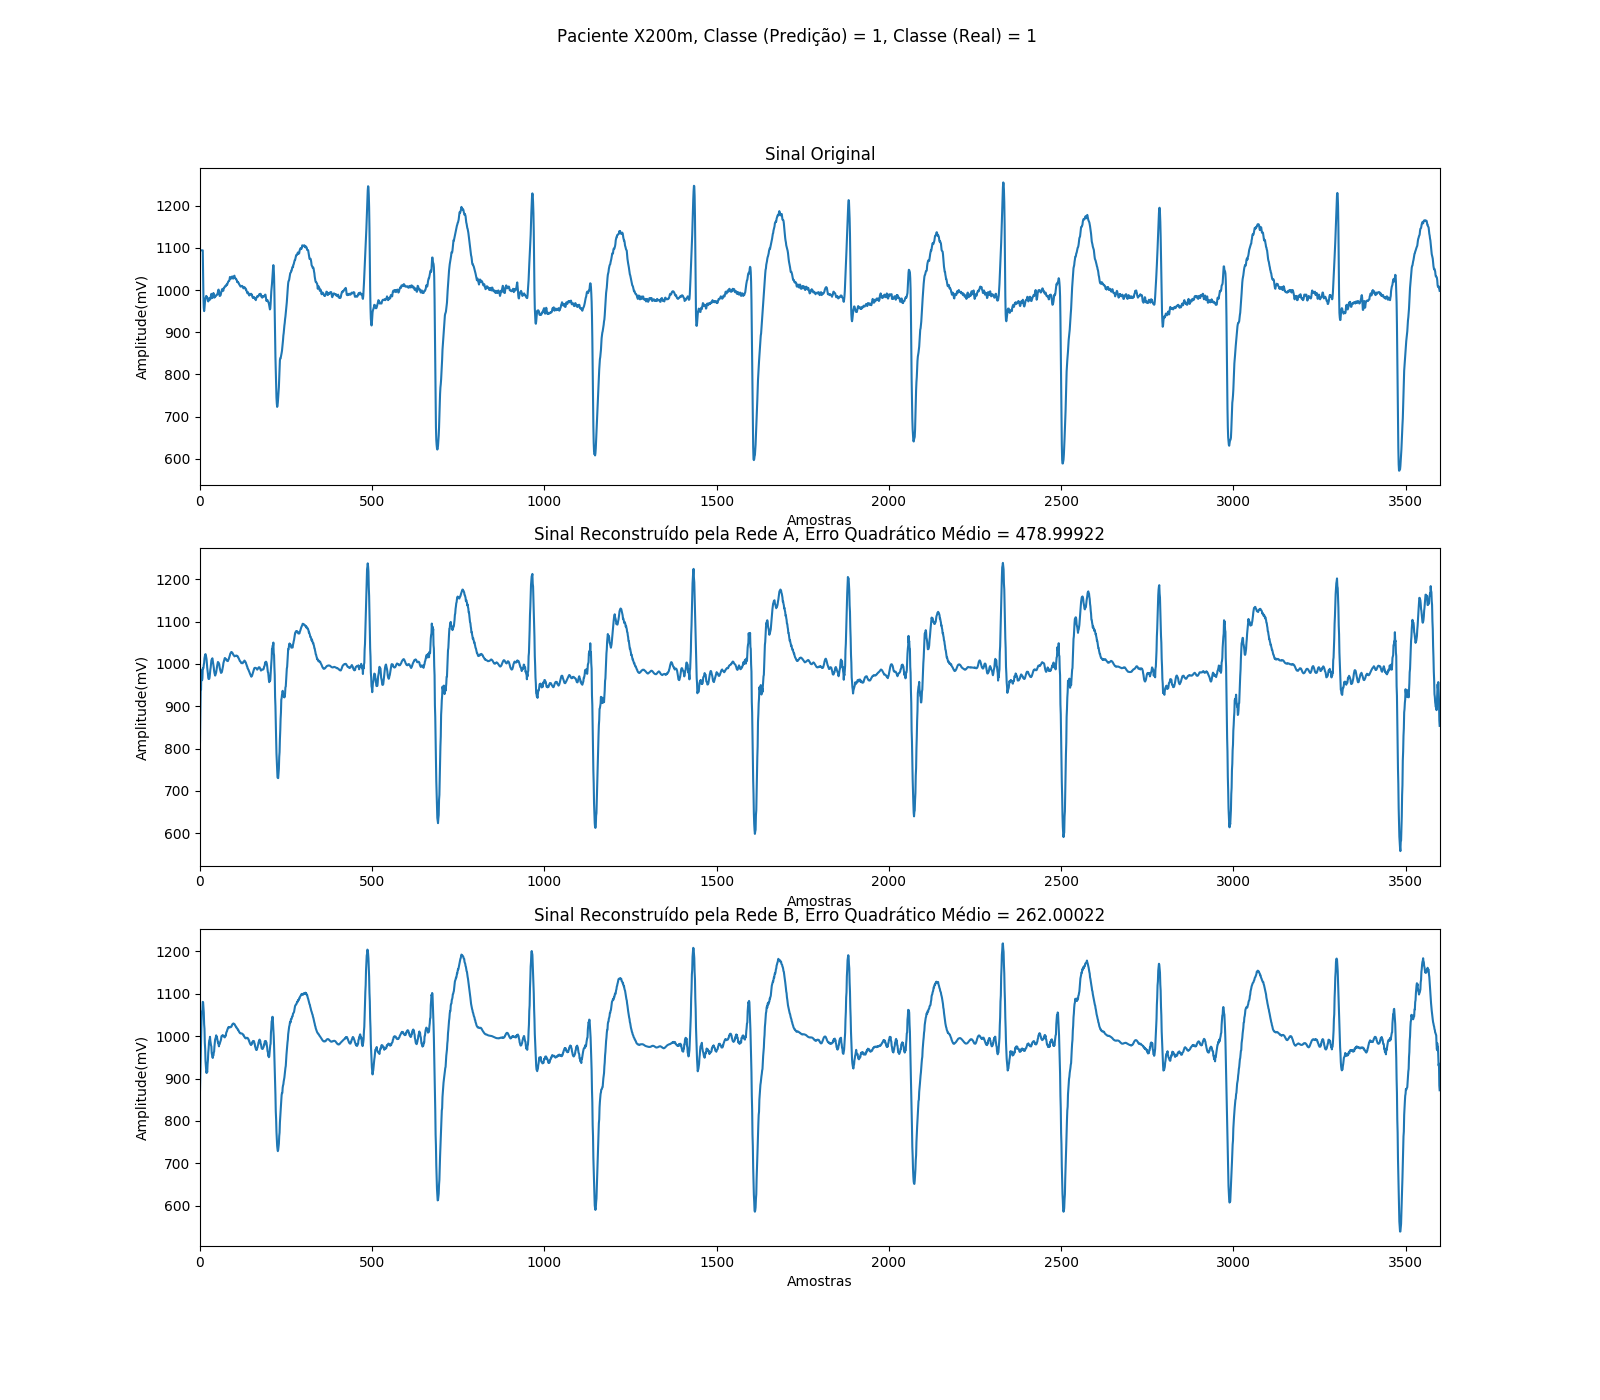 Paciente X200m, Classe (Predição) = 1, Classe (Real) = 1
Sinal Original
Amplitude(mV)
1200
1100
1000
900
800
700
600
0 500 1000 1500 2000 2500 3000 3500
Amostras
Sinal Reconstruído pela Rede A, Erro Quadrático Médio = 478.99922
Amplitude(mV)
1200
1100
1000
900
800
700
600
0 500 1000 1500 2000 2500 3000 3500
Amostras
Sinal Reconstruído pela Rede B, Erro Quadrático Médio = 262.00022
Amplitude(mV)
1200
1100
1000
900
800
700
600
0 500 1000 1500 2000 2500 3000 3500
Amostras